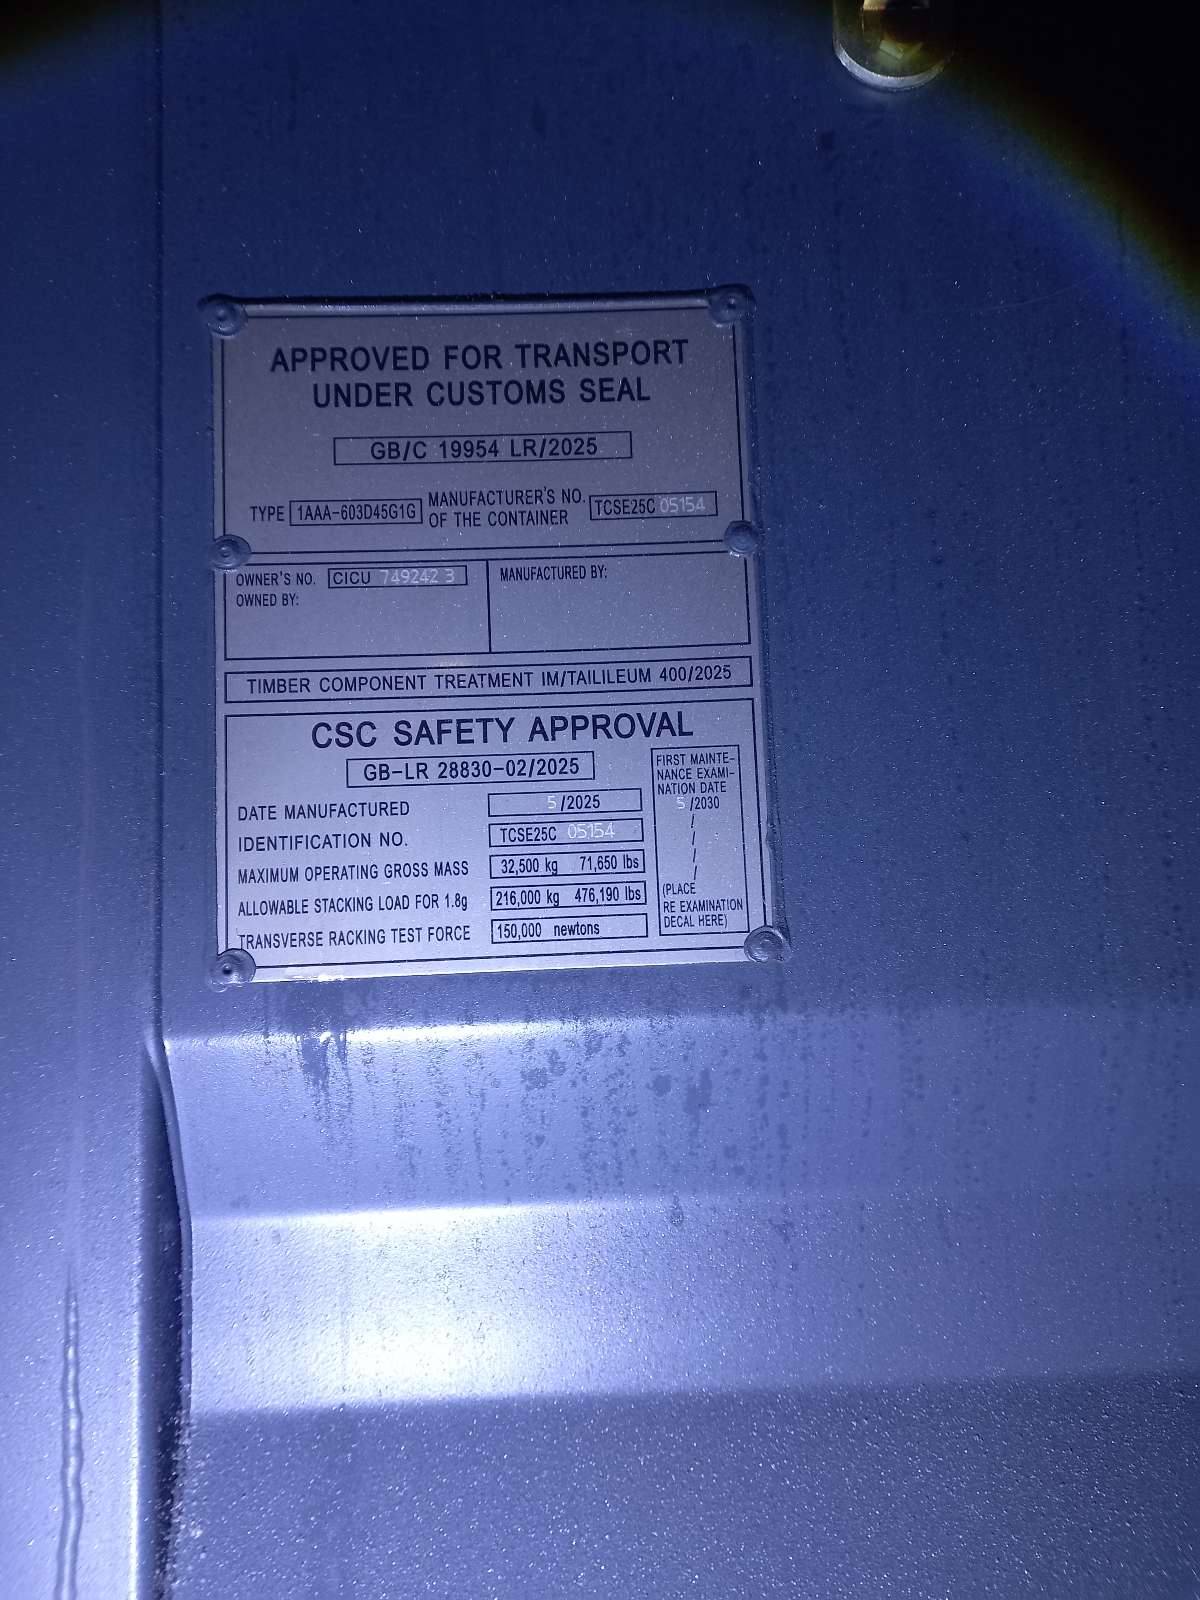 APPROVED FOR TRANSPORT
UNDER CUSTOMS SEAL
GB/C 19954 LR/2025
TYPE 1AAA-603D45G1G MANUFACTURER'S NO. OF THE CONTAINER TCSE25C 05154
OWNER'S NO. CICU 749242 3
OWNED BY:
MANUFACTURED BY:
TIMBER COMPONENT TREATMENT IM/TAILILEUM 400/2025
CSC SAFETY APPROVAL
GB-LR 28830-02/2025
DATE MANUFACTURED 5/2025
IDENTIFICATION NO. TCSE25C 05154
MAXIMUM OPERATING GROSS MASS 32,500 kg 71,650 lbs
ALLOWABLE STACKING LOAD FOR 1.8g 216,000 kg 476,190 lbs
TRANSVERSE RACKING TEST FORCE 150,000 newtons
FIRST MAINTE-
NANCE EXAMI-
NATION DATE
5 /2030
/
/
/
/
(PLACE
RE EXAMINATION
DECAL HERE)